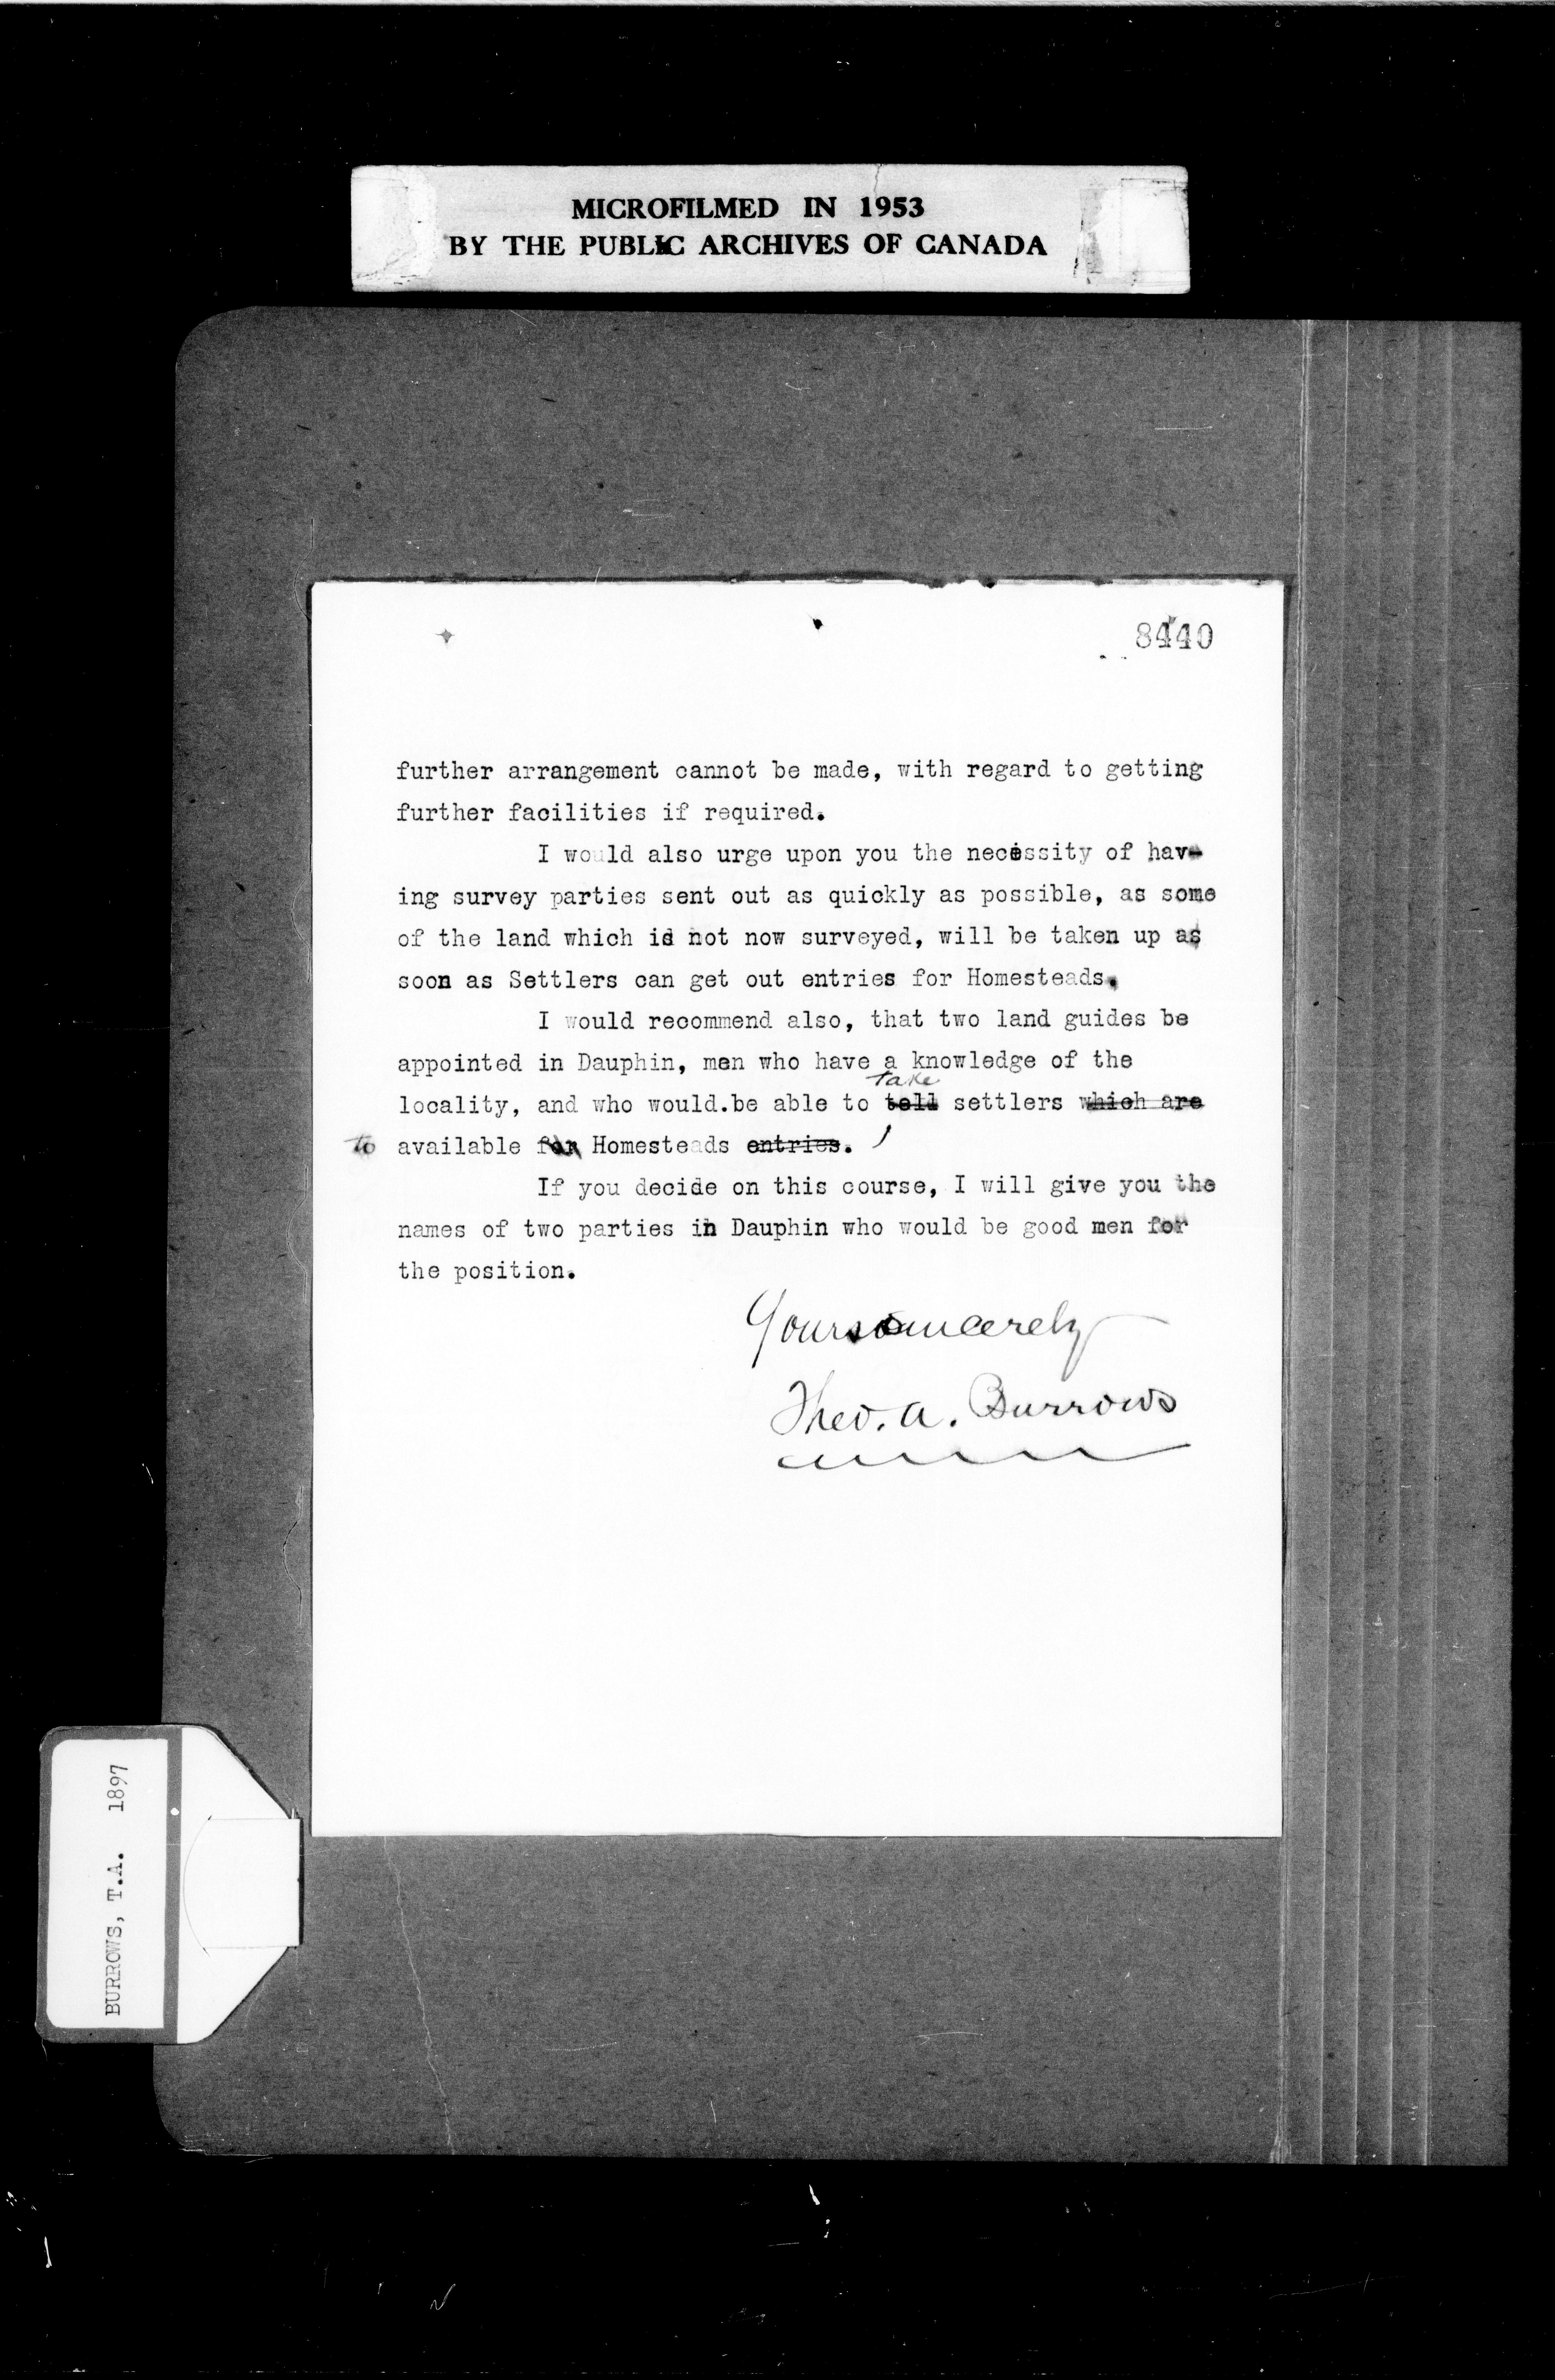 MICROFILMED IN 1953
BY THE PUBLIC ARCHIVES OF CANADA
8440
further arrangement cannot be made, with regard to getting
further facilities if required.
I would also urge upon you the necessity of hav-
ing survey parties sent out as quickly as possible, as some
of the land which is not now surveyed, will be taken up as
soon as Settlers can get out entries for Homesteads.
I would recommend also, that two land guides be
appointed in Dauphin, men who have a knowledge of the
take
locality, and who would.be able to tell settlers which are
to available for Homesteads entries.
If you decide on this course, I will give you the
names of two parties in Dauphin who would be good men for
the position.
Yours sincerely
Theo. A. Burrows
BURROWS, T.A. 1897